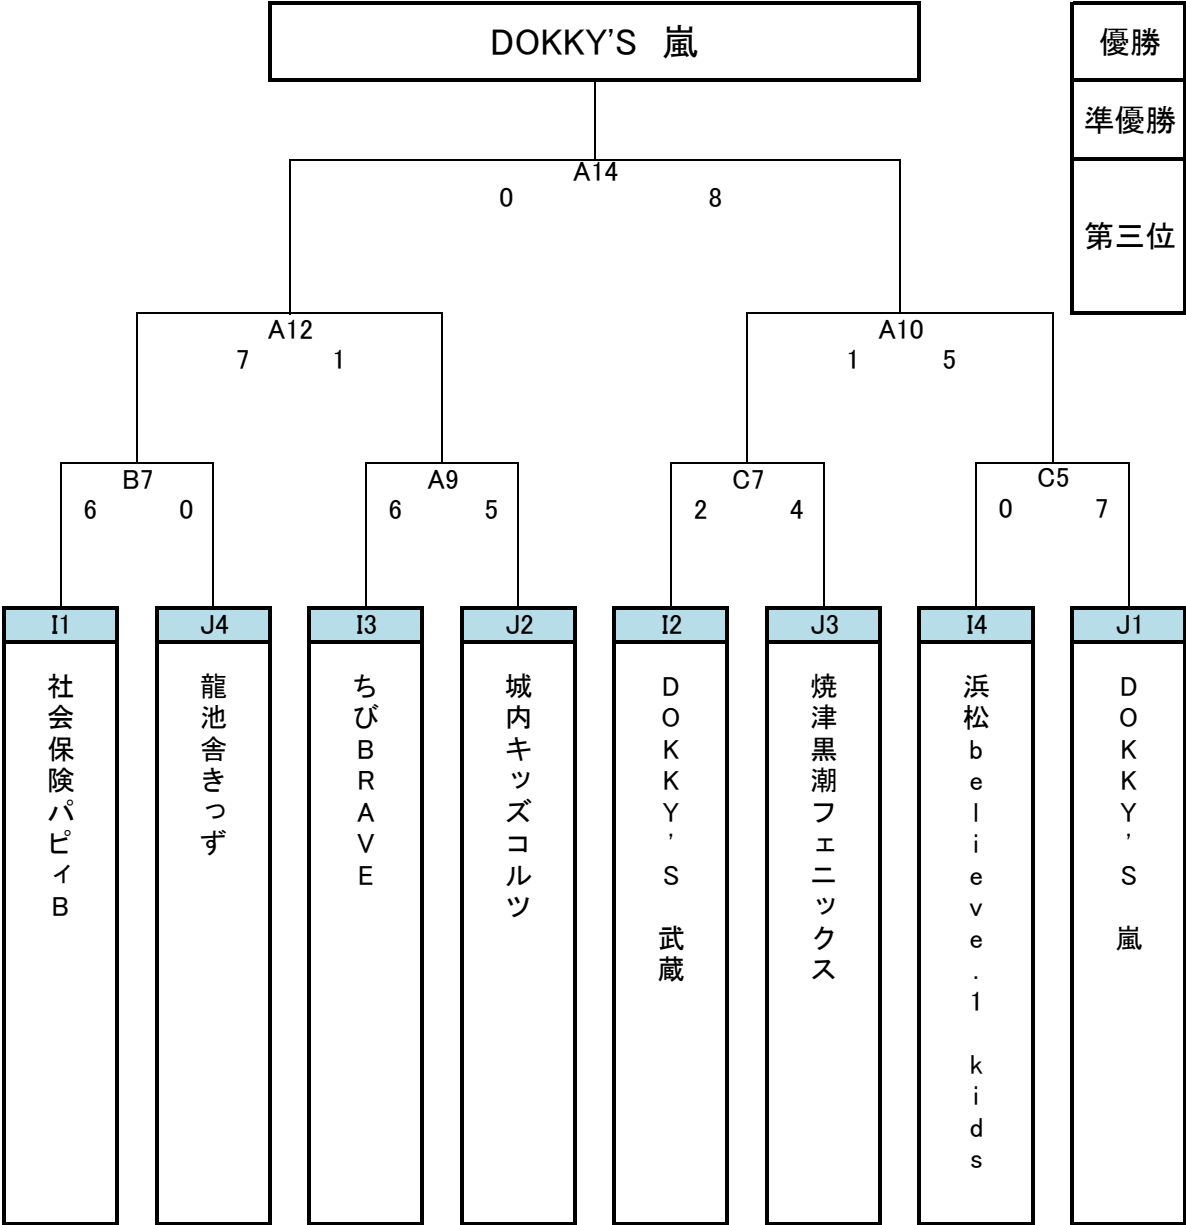 DOKKY'S 嵐
優勝
準優勝
第三位
A14
0 8
A12
7 1
A10
1 5
B7
6 0
A9
6 5
C7
2 4
C5
0 7
I1
J4
I3
J2
I2
J3
I4
J1
社会保険パピィB
龍池舎きっず
ちびBRAVE
城内キッズコルツ
DOKKY'S 武蔵
焼津黒潮フェニックス
浜松believe.1 kids
DOKKY'S 嵐